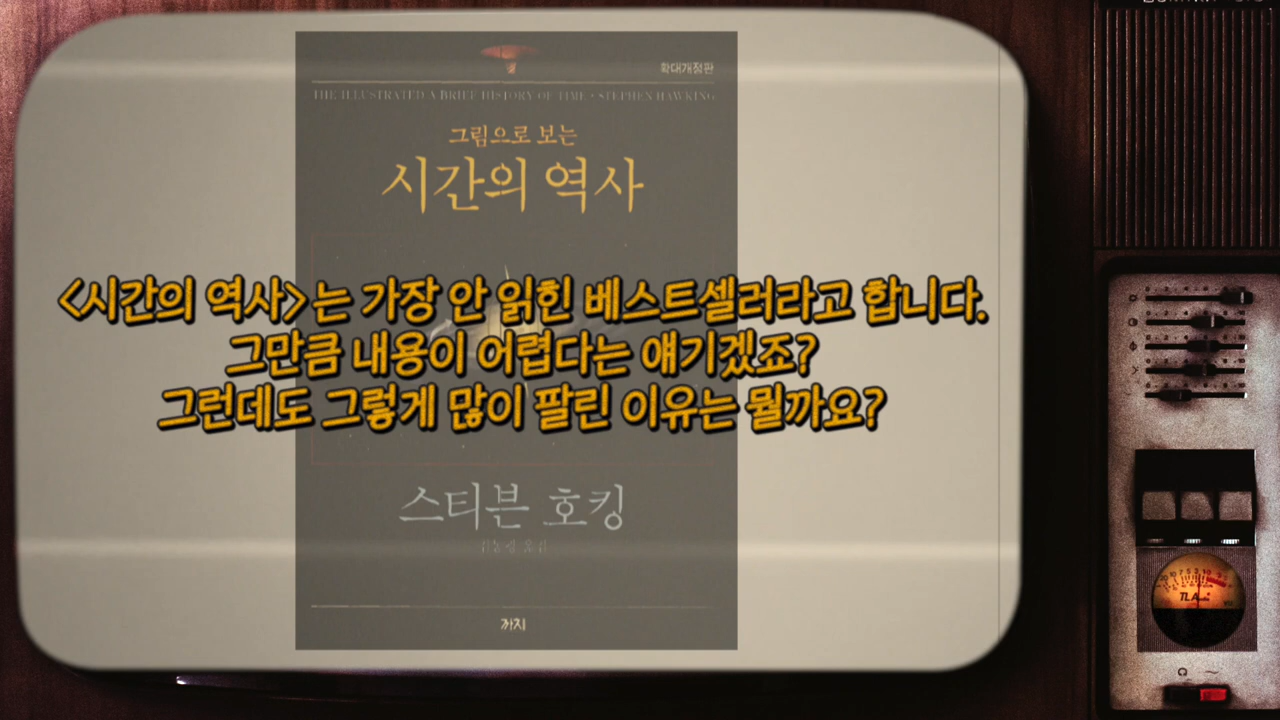 확대개정판
THE ILLUSTRATED A BRIEF HISTORY OF TIME • STEPHEN HAWKING
그림으로 보는
시간의 역사
<시간의 역사>는 가장 안 읽힌 베스트셀러라고 합니다.
그만큼 내용이 어렵다는 얘기겠죠?
그런데도 그렇게 많이 팔린 이유는 뭘까요?
스티븐 호킹
까치
TLA